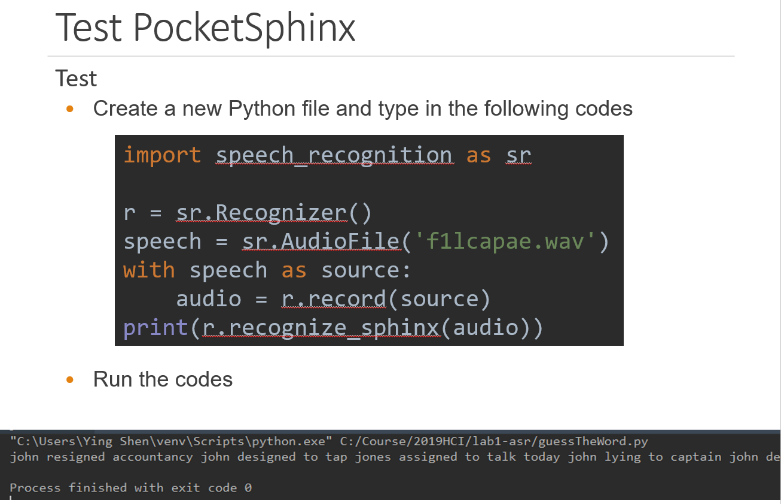 Test PocketSphinx
Test
• Create a new Python file and type in the following codes
import speech_recognition as sr
r = sr.Recognizer()
speech = sr.AudioFile('f1lcapae.wav')
with speech as source:
    audio = r.record(source)
print(r.recognize_sphinx(audio))
• Run the codes
"C:\Users\Ying Shen\venv\Scripts\python.exe" C:/Course/2019HCI/lab1-asr/guessTheWord.py
john resigned accountancy john designed to tap jones assigned to talk today john lying to captain john de
Process finished with exit code 0